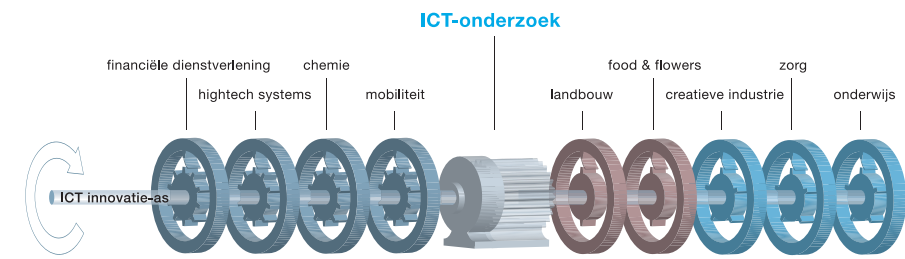 ICT-onderzoek
financiële dienstverlening
chemie
food & flowers
zorg
hightech systems
mobiliteit
landbouw
creatieve industrie
onderwijs
ICT innovatie-as